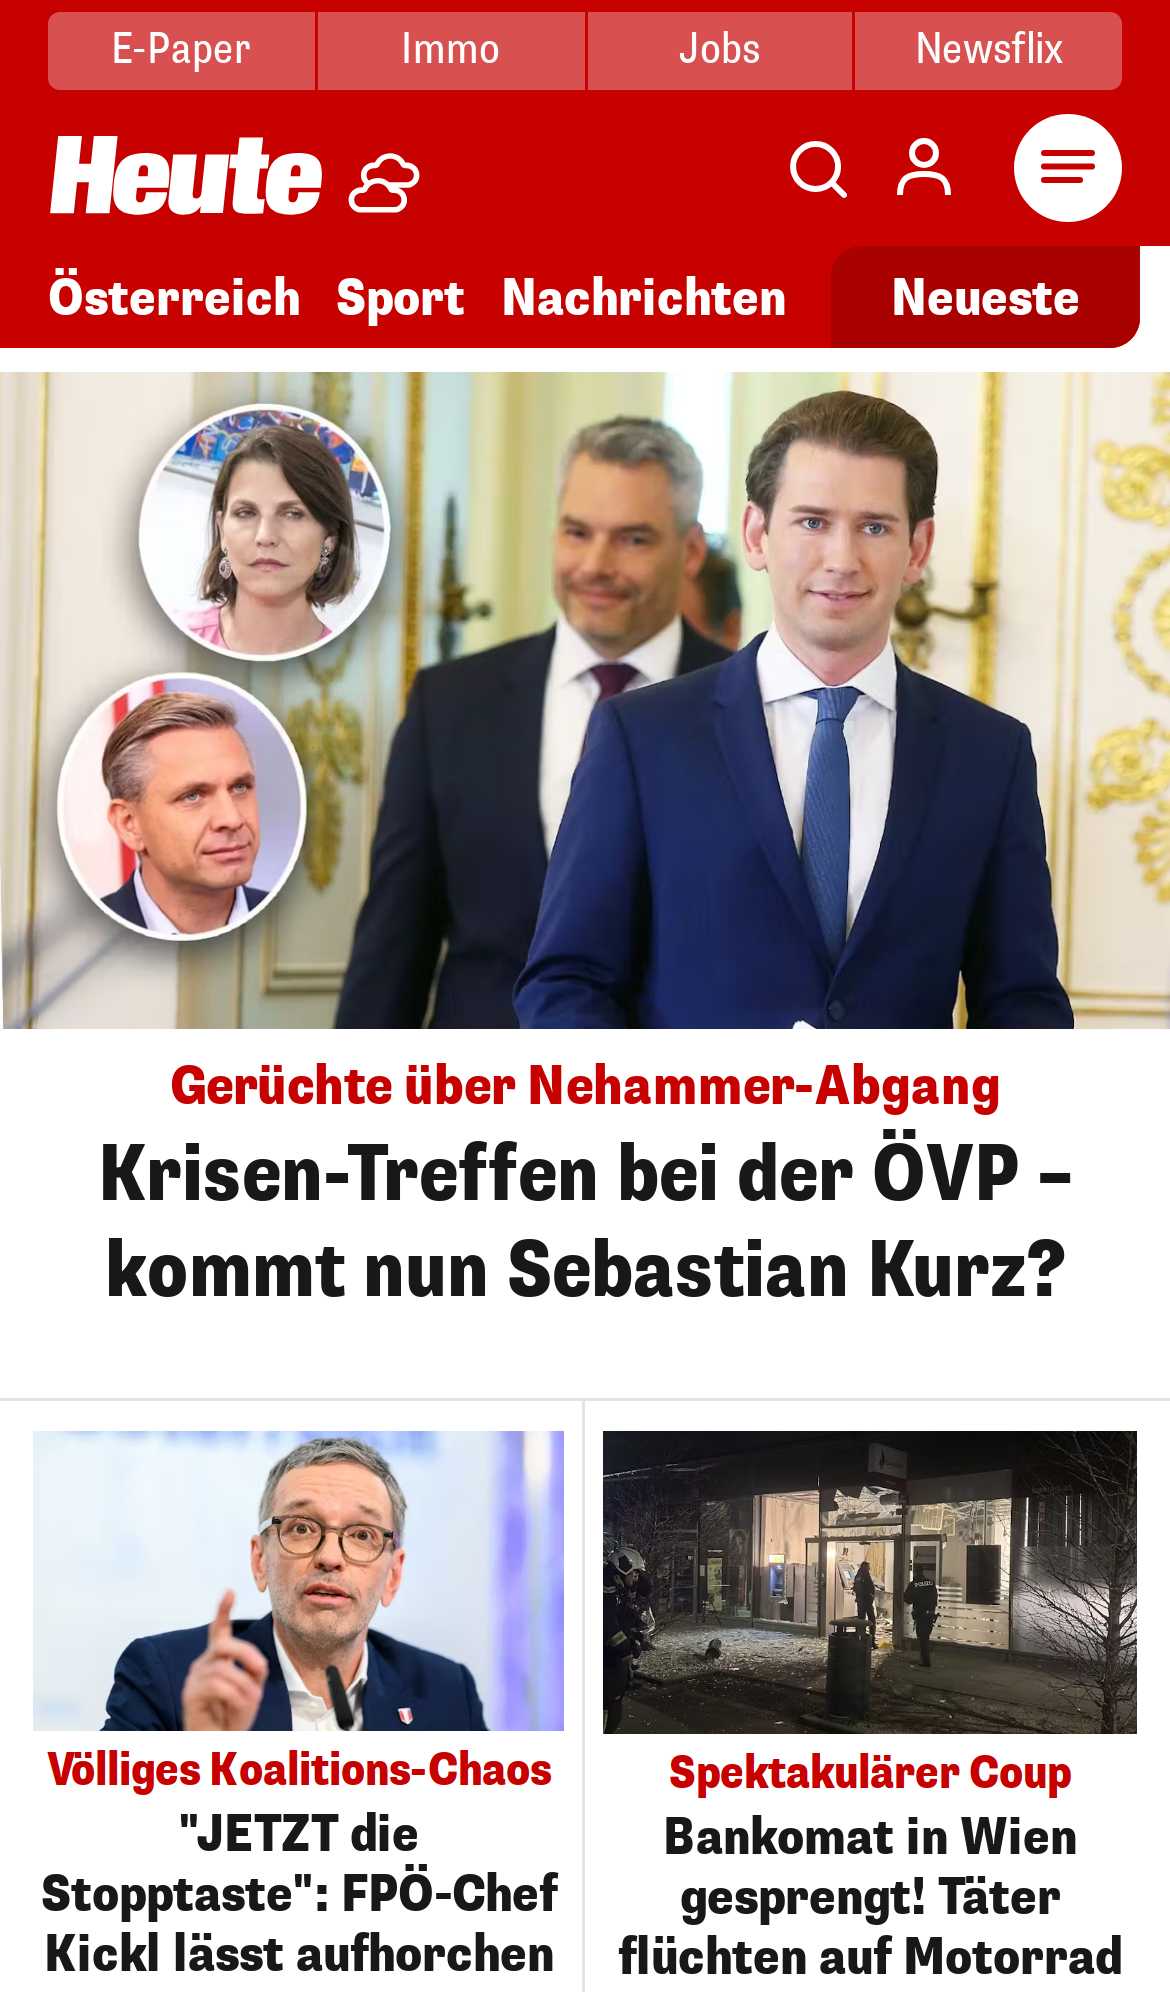 E-Paper
Immo
Jobs
Newsflix
Heute
Österreich
Sport
Nachrichten
Neueste
Gerüchte über Nehammer-Abgang
Krisen-Treffen bei der ÖVP –
kommt nun Sebastian Kurz?
Völliges Koalitions-Chaos
"JETZT die
Stopptaste": FPÖ-Chef
Kickl lässt aufhorchen
Spektakulärer Coup
Bankomat in Wien
gesprengt! Täter
flüchten auf Motorrad